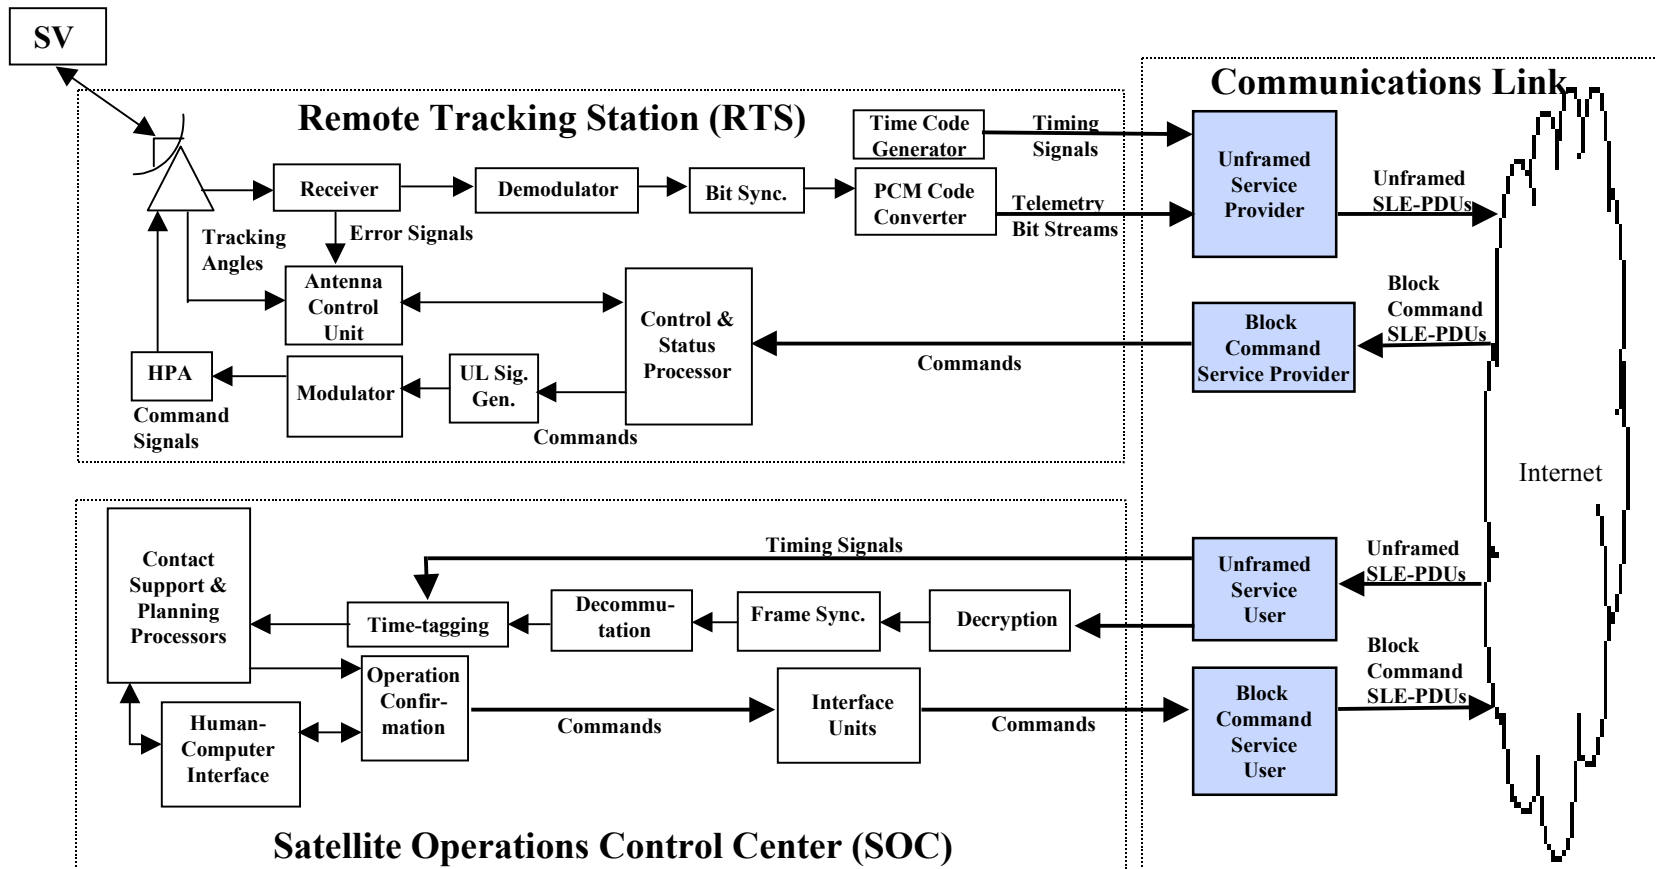 SV
Remote Tracking Station (RTS)
Communications Link
Time Code
Generator
Timing
Signals
Unframed
Service
Provider
Unframed
SLE-PDUs
Receiver
Demodulator
Bit Sync.
PCM Code
Converter
Telemetry
Bit Streams
Tracking
Angles
Error Signals
Antenna
Control
Unit
Control &
Status
Processor
Commands
Block
Command
Service Provider
Block
Command
SLE-PDUs
HPA
Modulator
UL Sig.
Gen.
Command
Signals
Commands
Internet
Contact
Support &
Planning
Processors
Timing Signals
Unframed
Service
User
Unframed
SLE-PDUs
Time-tagging
Decommu-
tation
Frame Sync.
Decryption
Operation
Confir-
mation
Human-
Computer
Interface
Commands
Interface
Units
Commands
Block
Command
Service
User
Block
Command
SLE-PDUs
Satellite Operations Control Center (SOC)